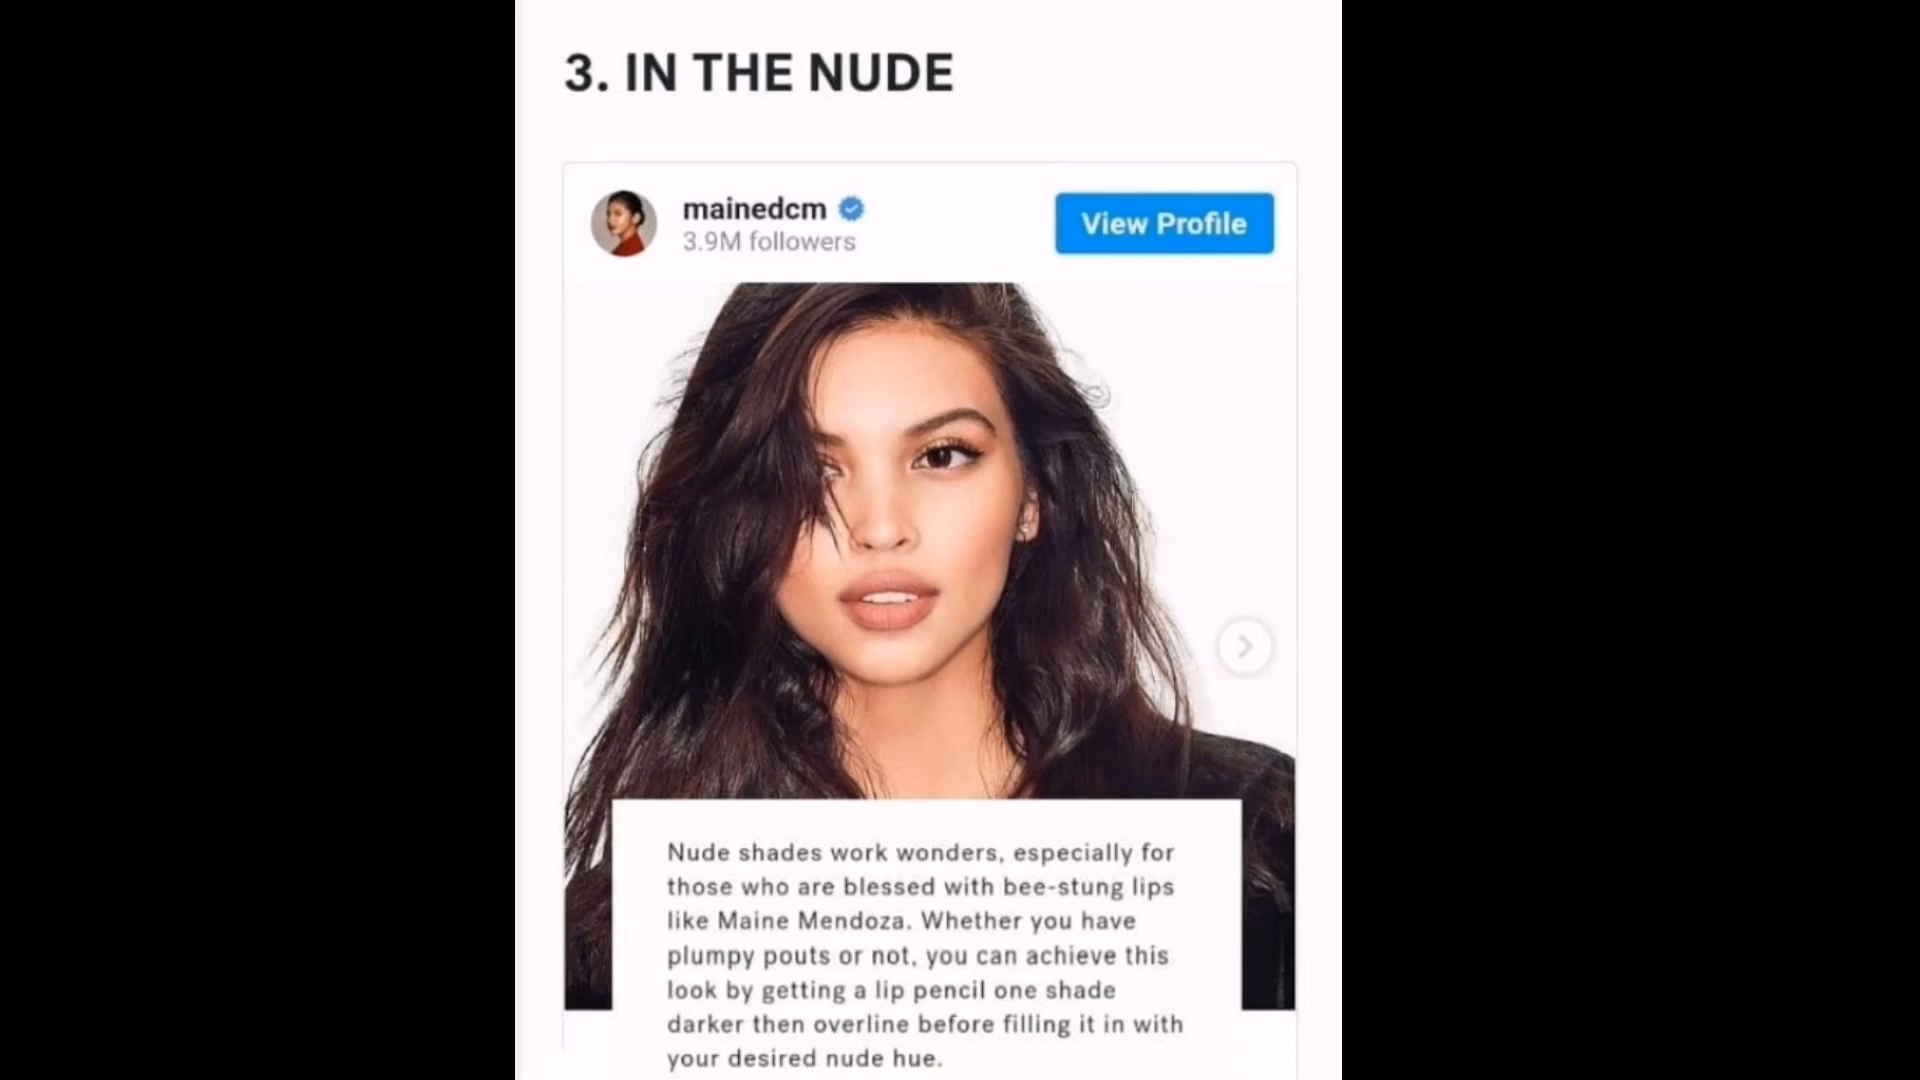 3. IN THE NUDE
mainedcm
3.9M followers
View Profile
Nude shades work wonders, especially for
those who are blessed with bee-stung lips
like Maine Mendoza. Whether you have
plumpy pouts or not, you can achieve this
look by getting a lip pencil one shade
darker then overline before filling it in with
your desired nude hue.